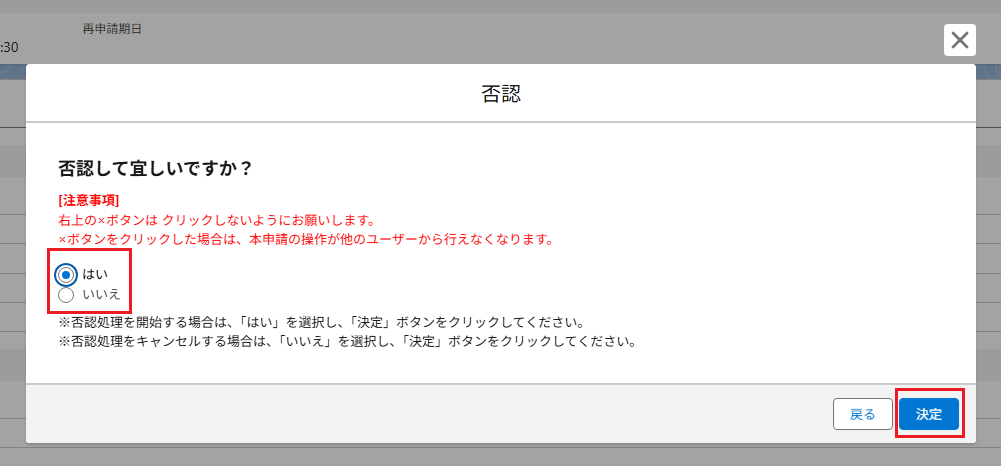 再申請期日
:30
否認
否認して宜しいですか？
[注意事項]
右上の×ボタンは クリックしないようにお願いします。
×ボタンをクリックした場合は、本申請の操作が他のユーザーから行えなくなります。
はい
いいえ
※否認処理を開始する場合は、「はい」を選択し、「決定」ボタンをクリックしてください。
※否認処理をキャンセルする場合は、「いいえ」を選択し、「決定」ボタンをクリックしてください。
戻る
決定